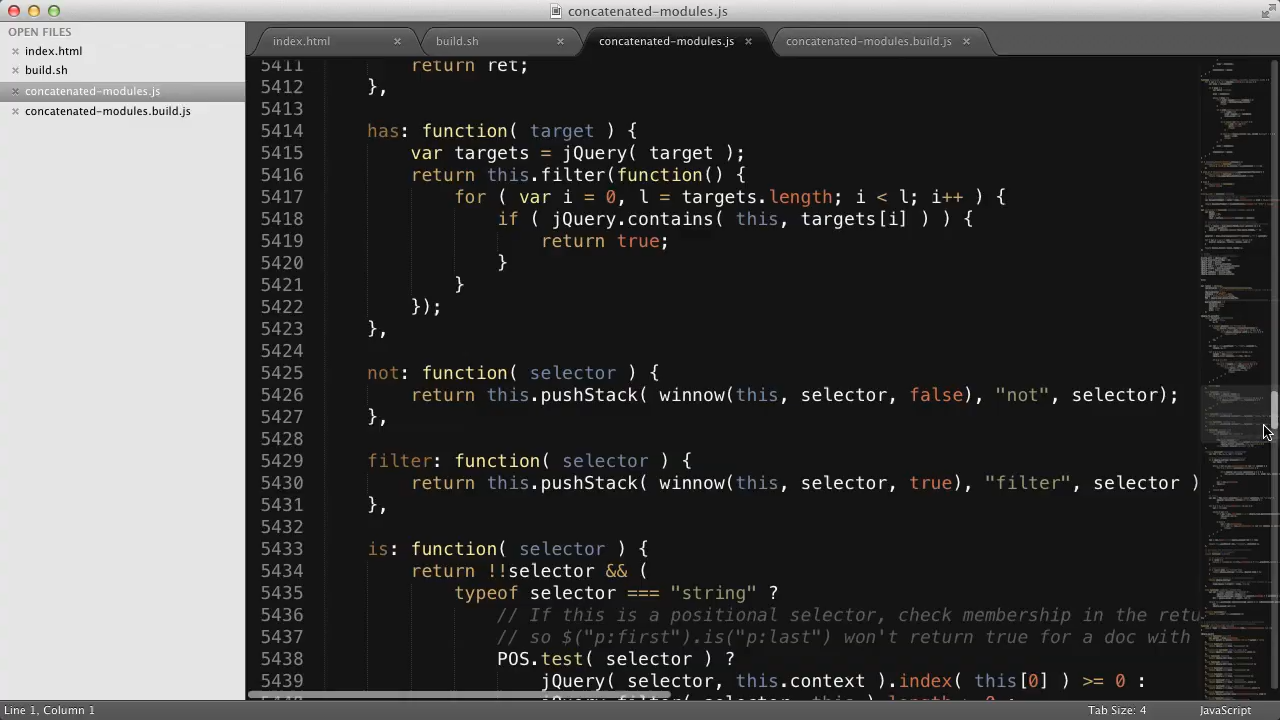 concatenated-modules.js
OPEN FILES
index.html
build.sh
concatenated-modules.js
concatenated-modules.build.js
index.html
build.sh
concatenated-modules.js
concatenated-modules.build.js
5411 return ret;
5412 },
5413
5414 has: function( target ) {
5415 var targets = jQuery( target );
5416 return this.filter(function() {
5417 for ( var i = 0, l = targets.length; i < l; i++ ) {
5418 if ( jQuery.contains( this, targets[i] ) ) {
5419 return true;
5420 }
5421 }
5422 });
5423 },
5424
5425 not: function( selector ) {
5426 return this.pushStack( winnow(this, selector, false), "not", selector);
5427 },
5428
5429 filter: function( selector ) {
5430 return this.pushStack( winnow(this, selector, true), "filter", selector )
5431 },
5432
5433 is: function( selector ) {
5434 return !!selector && (
5435 typeof selector === "string" ?
5436 this is a positional selector, check membership in the retu
5437 $("p:first").is("p:last") won't return true for a doc with
5438 test( selector ) ?
5439 jQuery( selector, this.context ).index( this[0] ) >=
Line 1, Column 1
Tab Size: 4
JavaScript